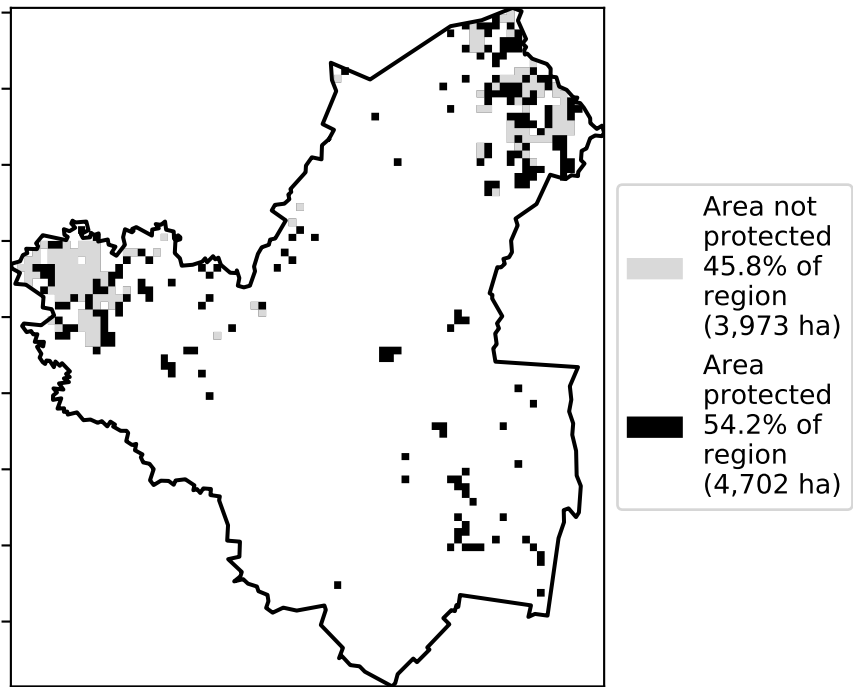 Area not
protected
45.8% of
region
(3,973 ha)
Area
protected
54.2% of
region
(4,702 ha)